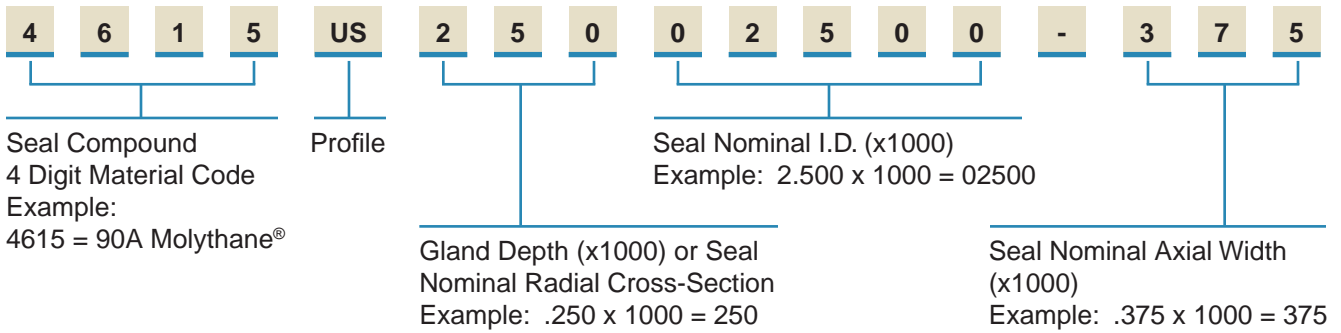 4 6 1 5 US 2 5 0 0 2 5 0 0 - 3 7 5
Seal Compound
4 Digit Material Code
Example:
4615 = 90A Molythane®
Profile
Gland Depth (x1000) or Seal
Nominal Radial Cross-Section
Example: .250 x 1000 = 250
Seal Nominal I.D. (x1000)
Example: 2.500 x 1000 = 02500
Seal Nominal Axial Width
(x1000)
Example: .375 x 1000 = 375